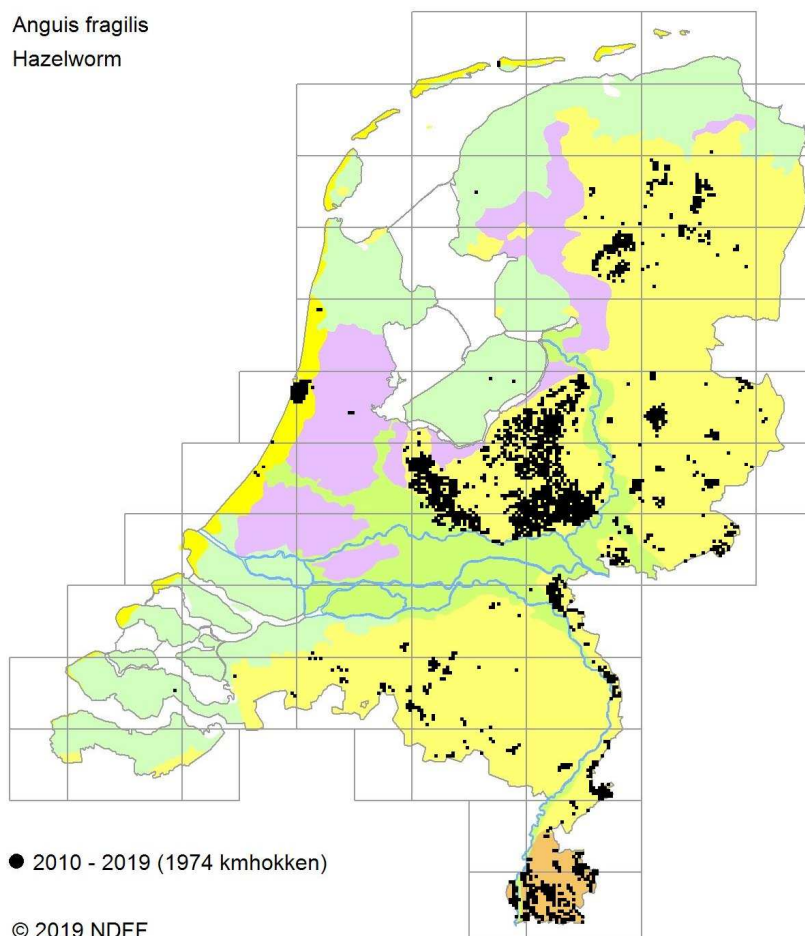 Anguis fragilis
Hazelworm
● 2010 - 2019 (1974 kmhokken)
© 2019 NDFF